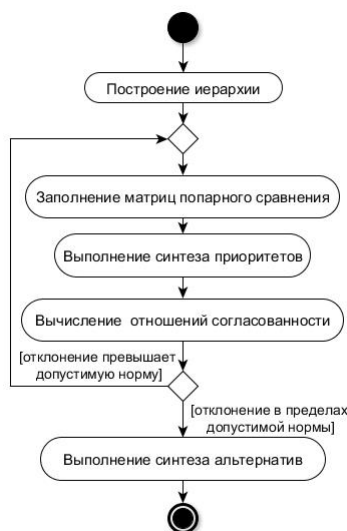 Построение иерархии
Заполнение матриц попарного сравнения
Выполнение синтеза приоритетов
Вычисление отношений согласованности
[отклонение превышает
допустимую норму]
[отклонение в пределах
допустимой нормы]
Выполнение синтеза альтернатив